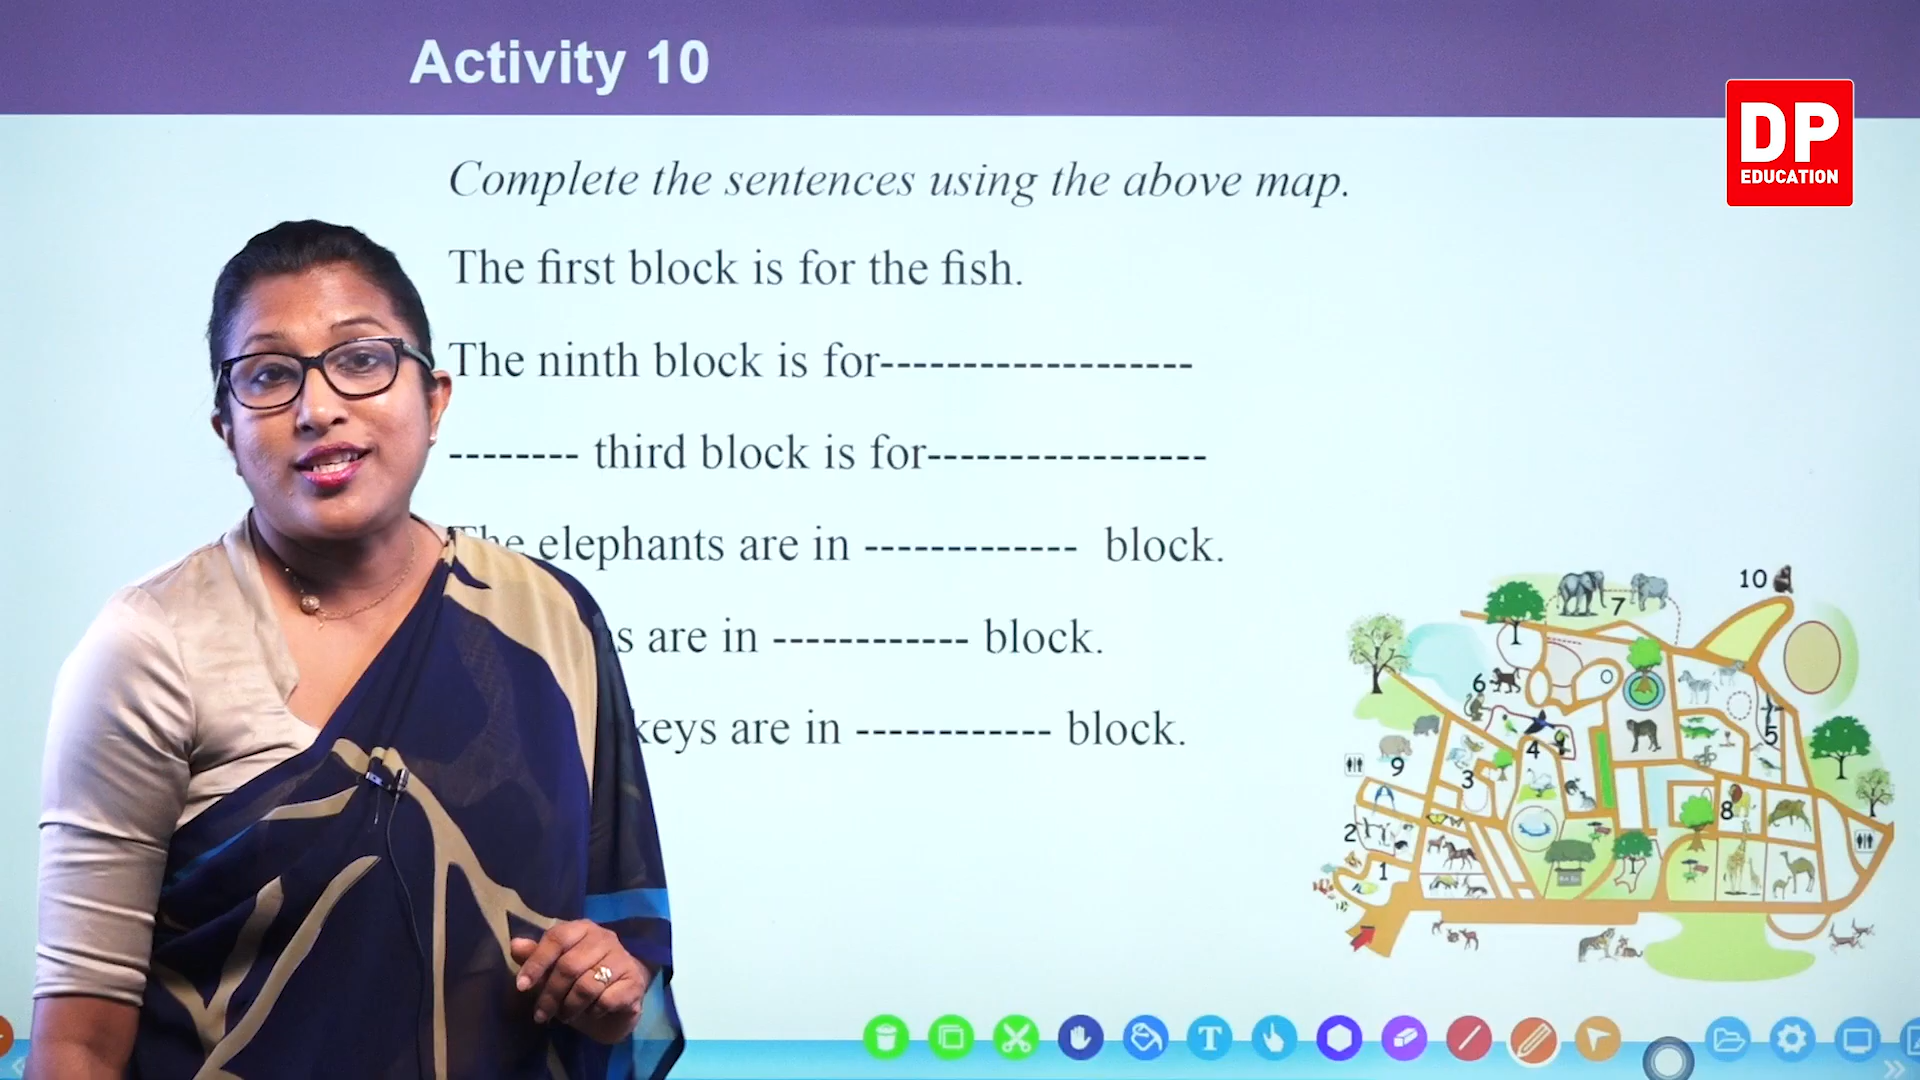 Activity 10
DP
EDUCATION
Complete the sentences using the above map.
The first block is for the fish.
The ninth block is for-------------------
-------- third block is for-----------------
The elephants are in ------------- block.
are in ------------ block.
are in ------------ block.
10
7
6
5
4
9
3
8
2
1
T